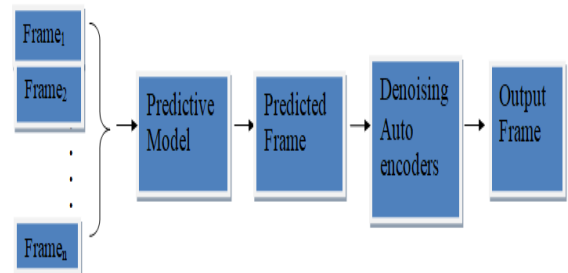 Frame₁
Frame₂
Frameₙ
Predictive
Model
Predicted
Frame
Denoising
Auto
encoders
Output
Frame